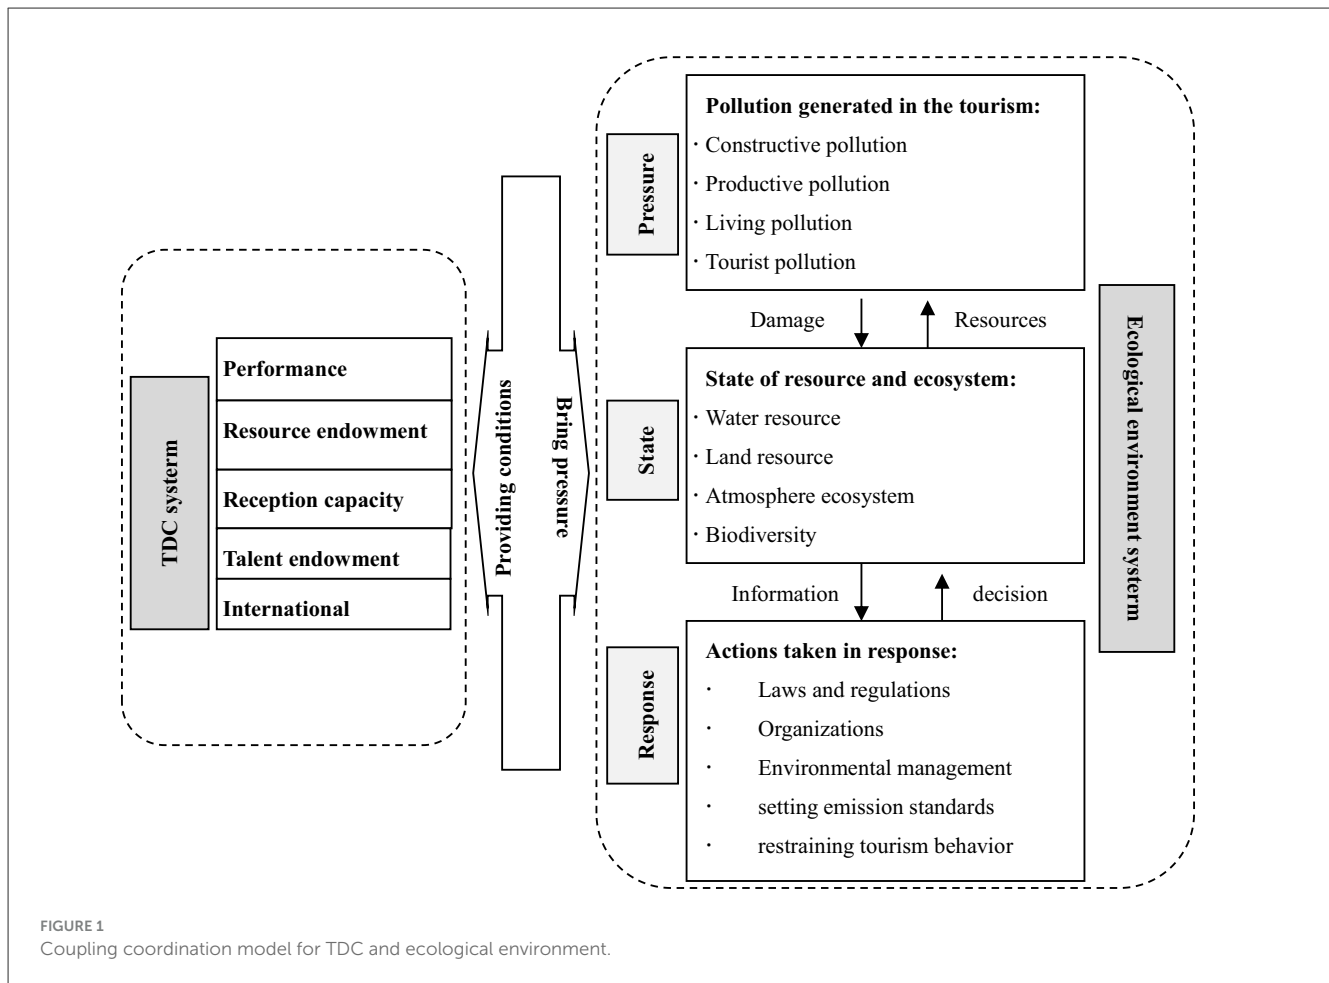 TDC systerm
Performance
Resource endowment
Reception capacity
Talent endowment
International
Providing conditions
Bring pressure
Pressure
Pollution generated in the tourism:
· Constructive pollution
· Productive pollution
· Living pollution
· Tourist pollution
Damage
Resources
State
State of resource and ecosystem:
· Water resource
· Land resource
· Atmosphere ecosystem
· Biodiversity
Information
decision
Response
Actions taken in response:
· Laws and regulations
· Organizations
· Environmental management
· setting emission standards
· restraining tourism behavior
Ecological environment systerm
FIGURE 1
Coupling coordination model for TDC and ecological environment.